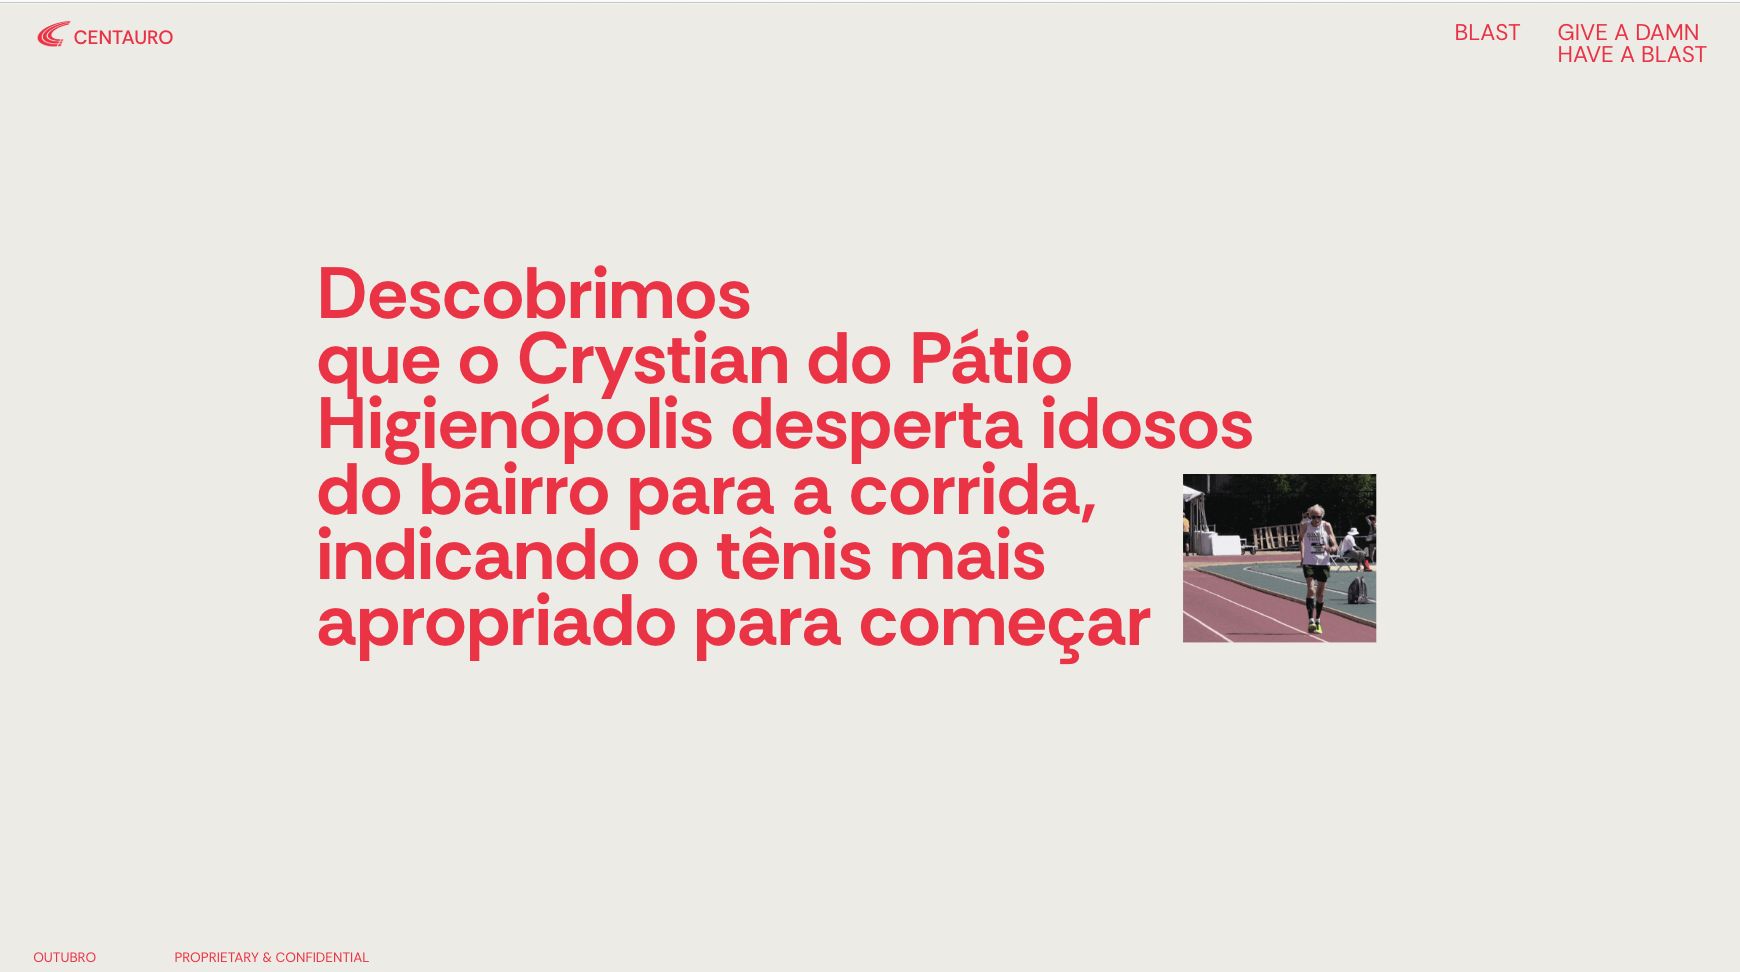 CENTAURO
BLAST
GIVE A DAMN
HAVE A BLAST
Descobrimos
que o Crystian do Pátio
Higienópolis desperta idosos
do bairro para a corrida,
indicando o tênis mais
apropriado para começar
OUTUBRO
PROPRIETARY & CONFIDENTIAL